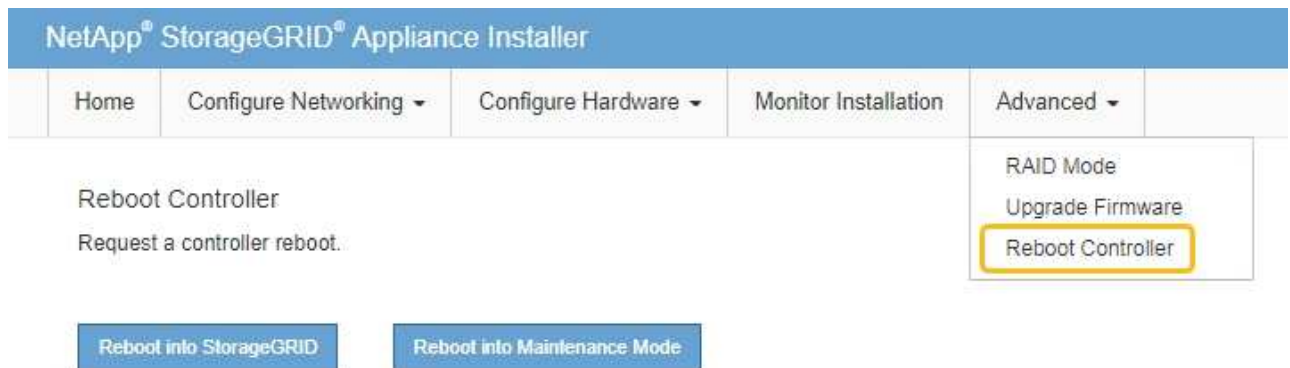 NetApp® StorageGRID® Appliance Installer
Home Configure Networking Configure Hardware Monitor Installation Advanced
RAID Mode
Upgrade Firmware
Reboot Controller
Reboot Controller
Request a controller reboot.
Reboot into StorageGRID Reboot into Maintenance Mode